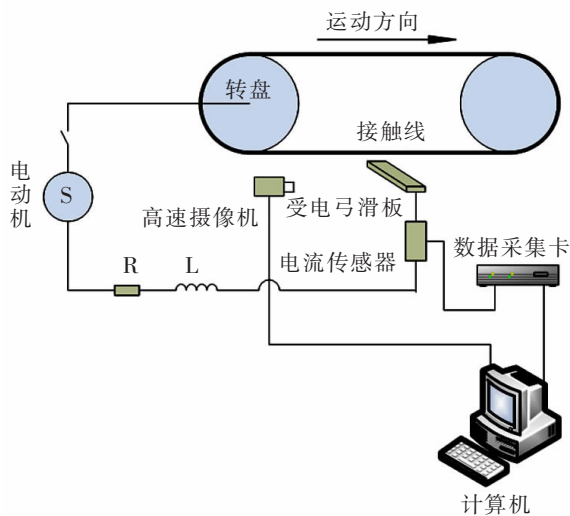 运动方向
转盘
接触线
电动机
S
高速摄像机
受电弓滑板
R
L
电流传感器
数据采集卡
计算机